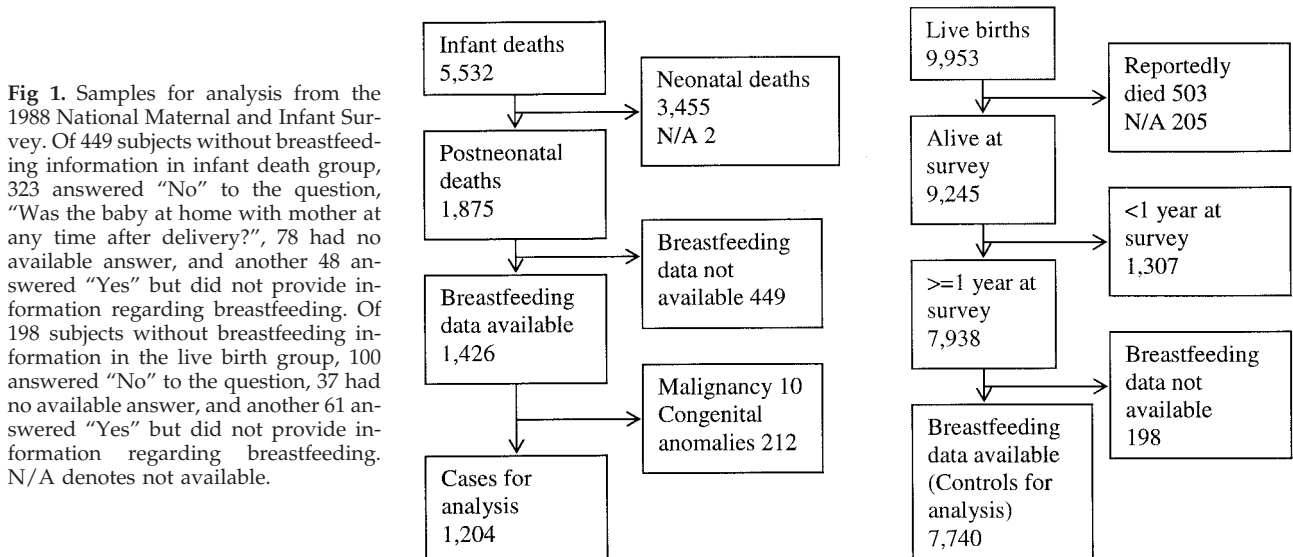 Fig 1. Samples for analysis from the
1988 National Maternal and Infant Sur-
vey. Of 449 subjects without breastfeed-
ing information in infant death group,
323 answered “No” to the question,
“Was the baby at home with mother at
any time after delivery?”, 78 had no
available answer, and another 48 an-
swered “Yes” but did not provide in-
formation regarding breastfeeding. Of
198 subjects without breastfeeding in-
formation in the live birth group, 100
answered “No” to the question, 37 had
no available answer, and another 61 an-
swered “Yes” but did not provide in-
formation regarding breastfeeding.
N/A denotes not available.
Infant deaths
5,532
Neonatal deaths
3,455
N/A 2
Postneonatal
deaths
1,875
Breastfeeding
data not
available 449
Breastfeeding
data available
1,426
Malignancy 10
Congenital
anomalies 212
Cases for
analysis
1,204
Live births
9,953
Reportedly
died 503
N/A 205
Alive at
survey
9,245
<1 year at
survey
1,307
>=1 year at
survey
7,938
Breastfeeding
data not
available
198
Breastfeeding
data available
(Controls for
analysis)
7,740